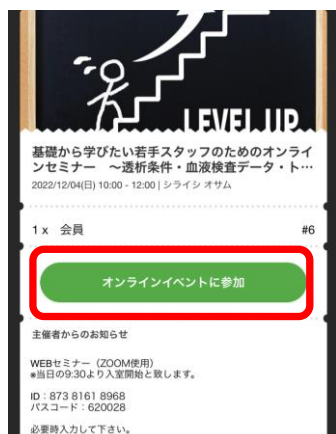 LEVEL UP
基礎から学びたい若手スタッフのためのオンライ
ンセミナー ～透析条件・血液検査データ・ト…
2022/12/04(日) 10:00 - 12:00 | シライシ オサム
1 x 会員 #6
オンラインイベントに参加
主催者からのお知らせ
WEBセミナー（ZOOM使用）
※当日の9:30より入室開始と致します。
ID：873 8161 8968
パスコード：620028
必要時入力して下さい。